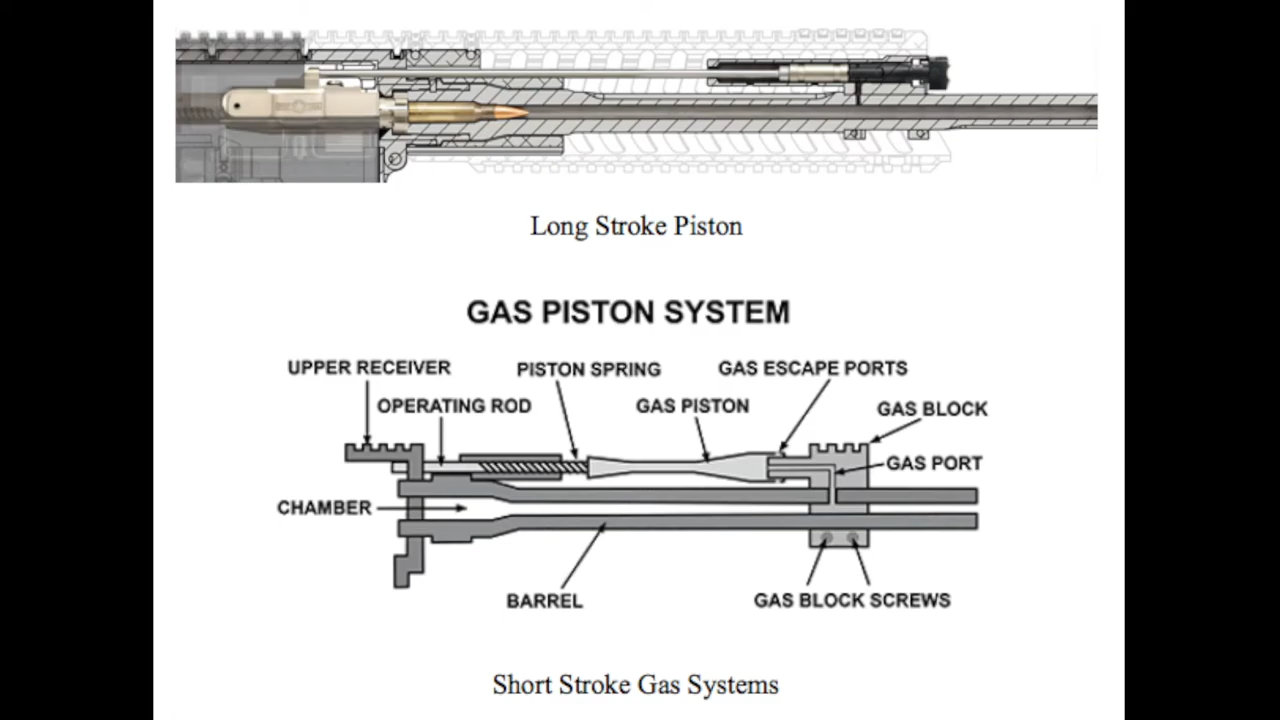 Long Stroke Piston
GAS PISTON SYSTEM
UPPER RECEIVER
PISTON SPRING
GAS ESCAPE PORTS
OPERATING ROD
GAS PISTON
GAS BLOCK
GAS PORT
CHAMBER
BARREL
GAS BLOCK SCREWS
Short Stroke Gas Systems